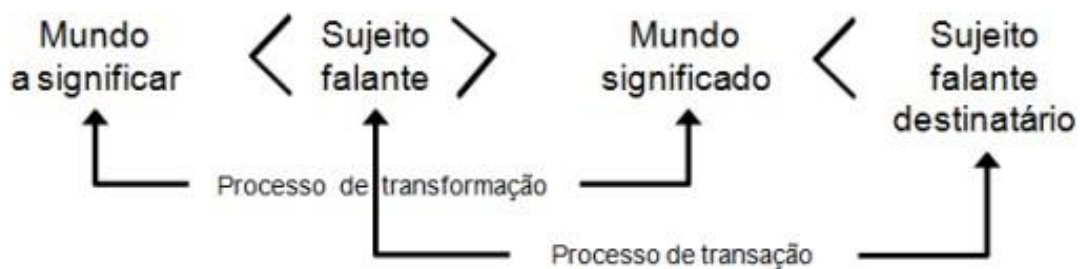 Mundo
a significar
Sujeito
falante
Mundo
significado
Sujeito
falante
destinatário
Processo de transformação
Processo de transação